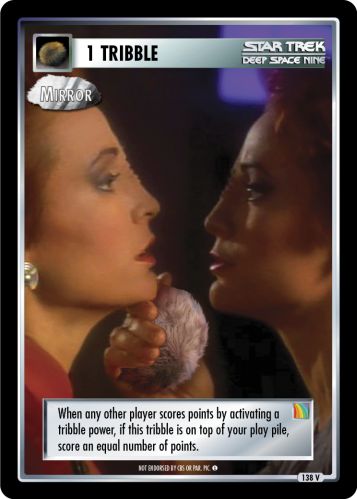 1 TRIBBLE
STAR TREK
DEEP SPACE NINE
MIRROR
When any other player scores points by activating a
tribble power, if this tribble is on top of your play pile,
score an equal number of points.
NOT ENDORSED BY CBS OR PAR. PIC.
138 V